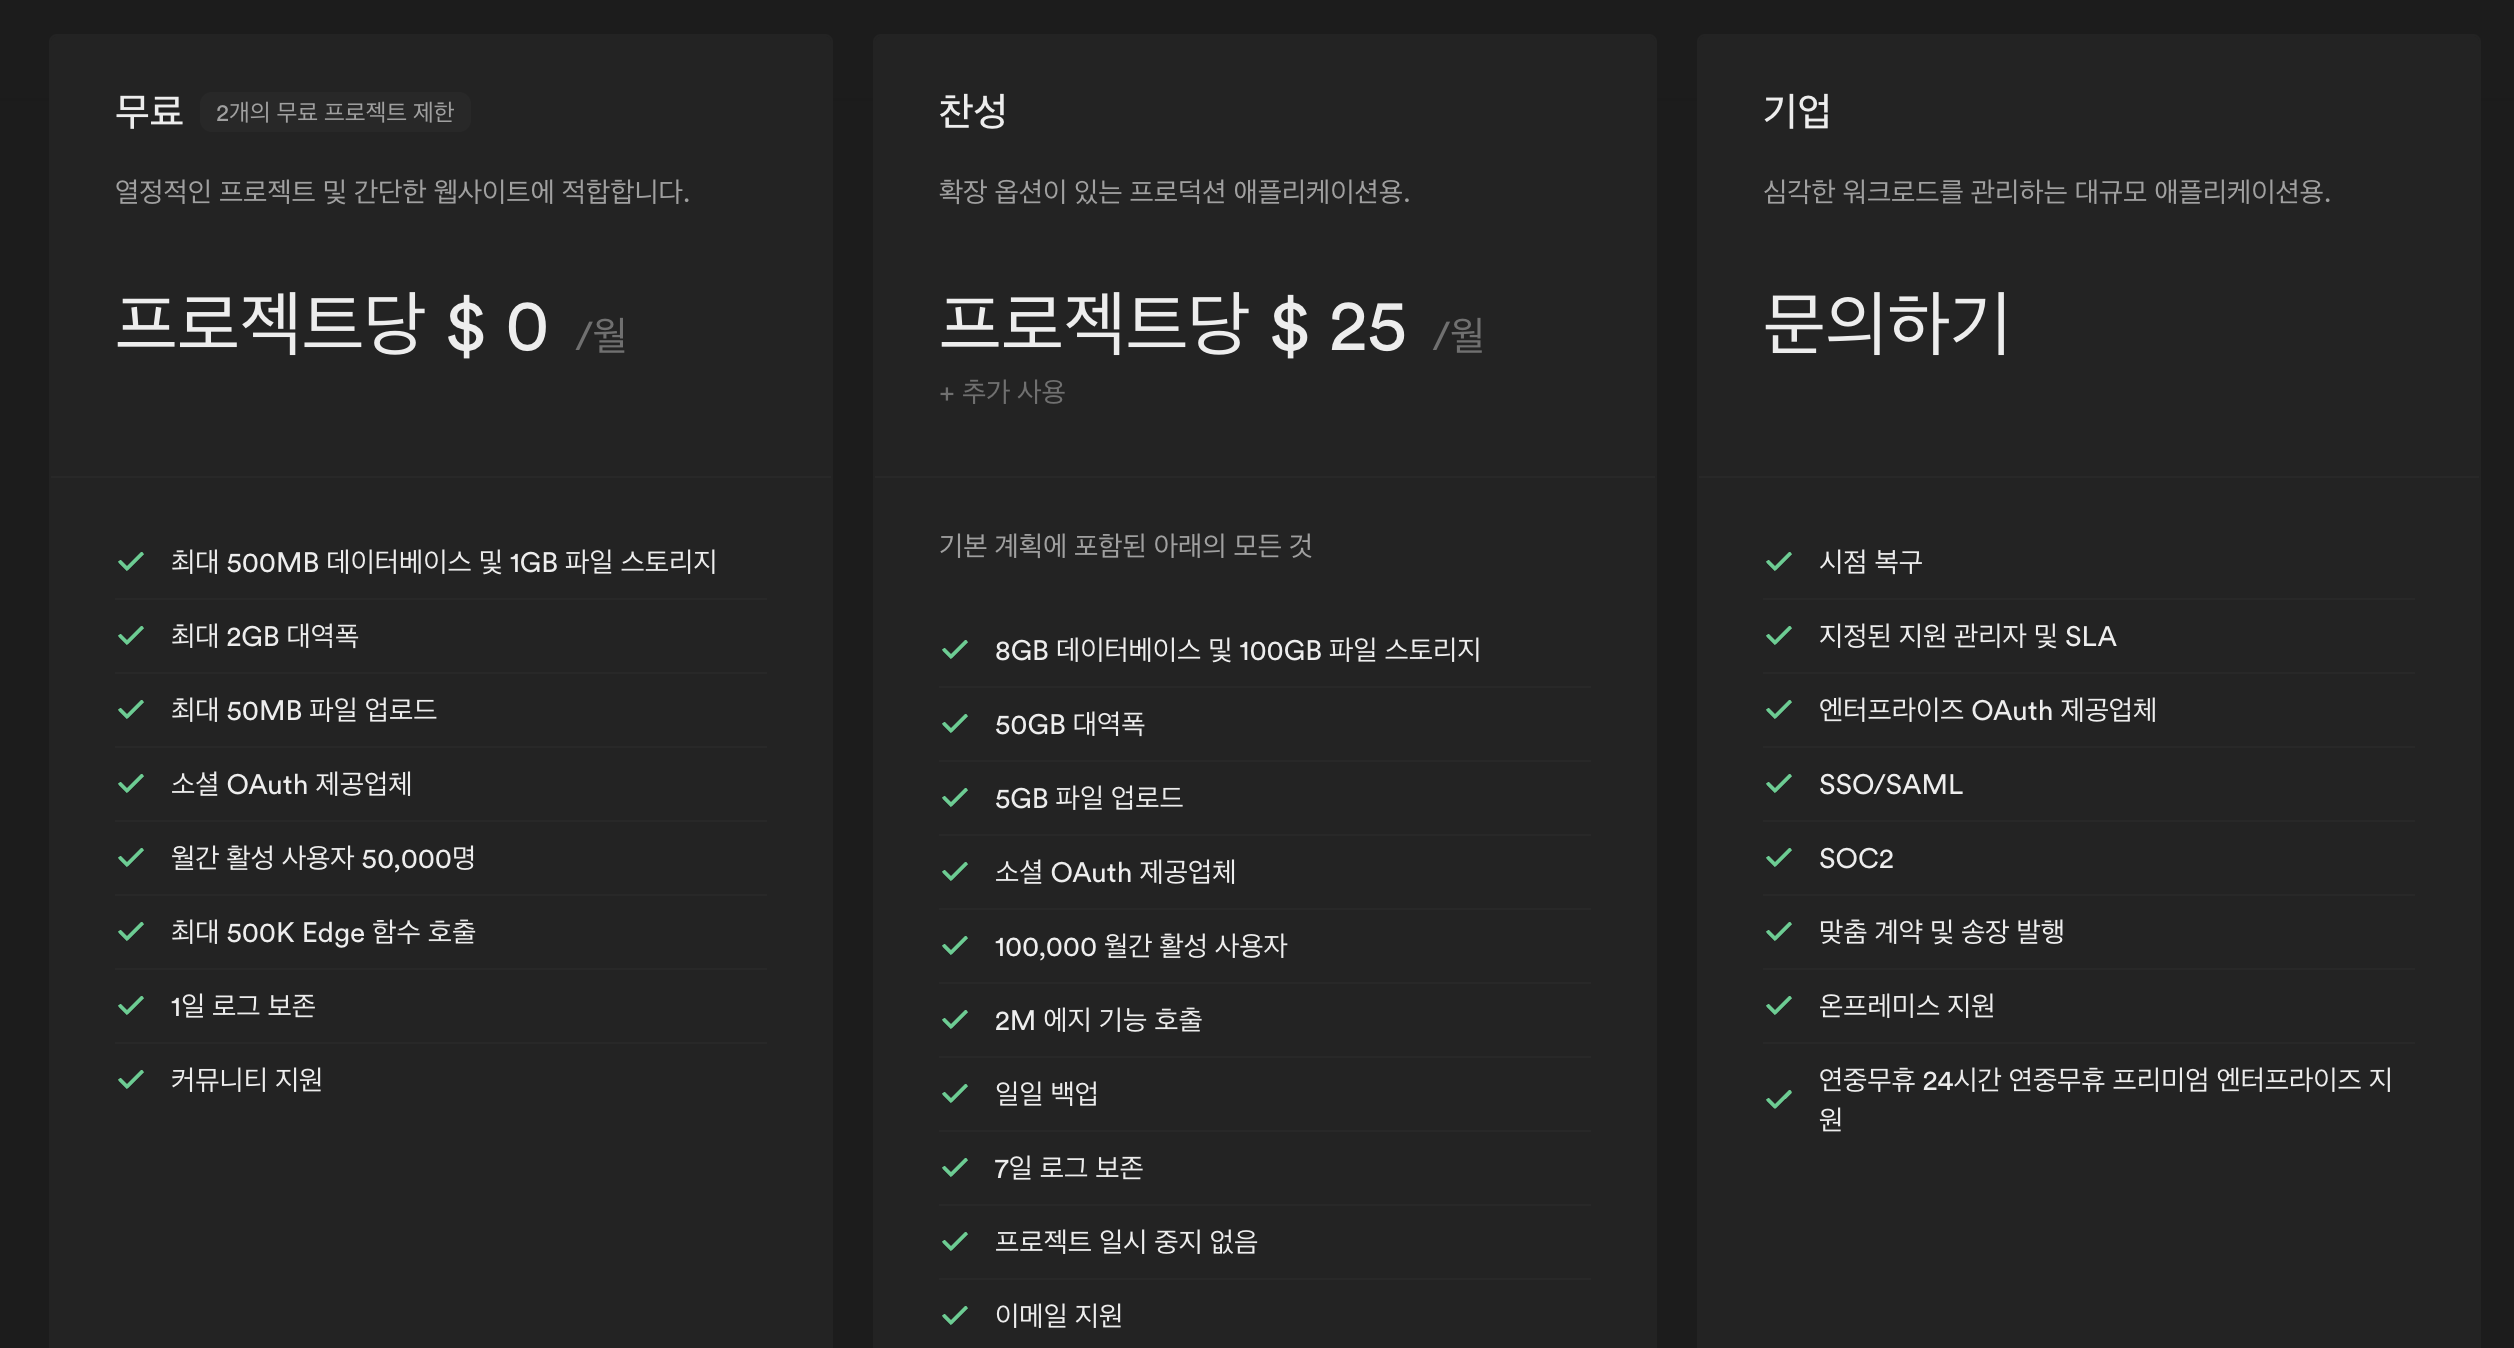 무료
2개의 무료 프로젝트 제한
열정적인 프로젝트 및 간단한 웹사이트에 적합합니다.
프로젝트당 $ 0 /월
최대 500MB 데이터베이스 및 1GB 파일 스토리지
최대 2GB 대역폭
최대 50MB 파일 업로드
소셜 OAuth 제공업체
월간 활성 사용자 50,000명
최대 500K Edge 함수 호출
1일 로그 보존
커뮤니티 지원
찬성
확장 옵션이 있는 프로덕션 애플리케이션용.
프로젝트당 $ 25 /월
+ 추가 사용
기본 계획에 포함된 아래의 모든 것
8GB 데이터베이스 및 100GB 파일 스토리지
50GB 대역폭
5GB 파일 업로드
소셜 OAuth 제공업체
100,000 월간 활성 사용자
2M 에지 기능 호출
일일 백업
7일 로그 보존
프로젝트 일시 중지 없음
이메일 지원
기업
심각한 워크로드를 관리하는 대규모 애플리케이션용.
문의하기
시점 복구
지정된 지원 관리자 및 SLA
엔터프라이즈 OAuth 제공업체
SSO/SAML
SOC2
맞춤 계약 및 송장 발행
온프레미스 지원
연중무휴 24시간 연중무휴 프리미엄 엔터프라이즈 지
원